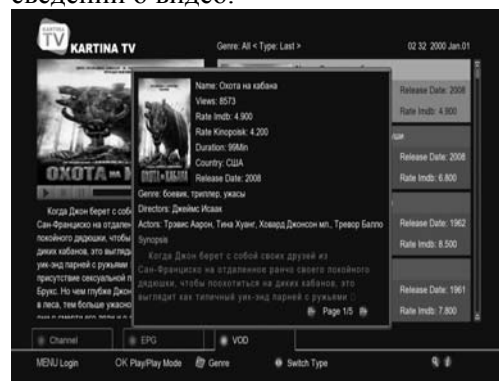 сведений о видео.
KARTINA
TV
KARTINA TV
Genre: All < Type: Last >
02 32 2000 Jan.01
Name: Охота на кабана
Views: 8573
Rate Imdb: 4.900
Rate Kinopoisk: 4.200
Duration: 99Min
Country: США
Release Date: 2008
Genre: боевик, триллер, ужасы
Directors: Джеймс Исаак
Actors: Трэвис Аарон, Тина Хуанг, Ховард Джонсон мл., Тревор Балло
Synopsis
Когда Джон берет с собой своих друзей из
Сан-Франциско на отдаленное ранчо своего покойного
дядюшки, чтобы поохотиться на диких кабанов, это
выглядит как типичный уик-энд парней с ружьями
Page 1/5
ОХОТА НА К
Когда Джон берет с соб
Сан-Франциско на отдален
покойного дядюшки, чтобы
диких кабанов, это выгляд
уик-энд парней с ружьями
присутствие сексуальной п
Брукс. Но чем глубже Джон
в леса, тем больше ужасно
Release Date: 2008
Rate Imdb: 4.900
Release Date: 2008
Rate Imdb: 6.800
Release Date: 1962
Rate Imdb: 8.500
Release Date: 1961
Rate Imdb: 7.800
Channel
EPG
VOD
MENU Login
OK Play/Play Mode
Genre
Switch Type